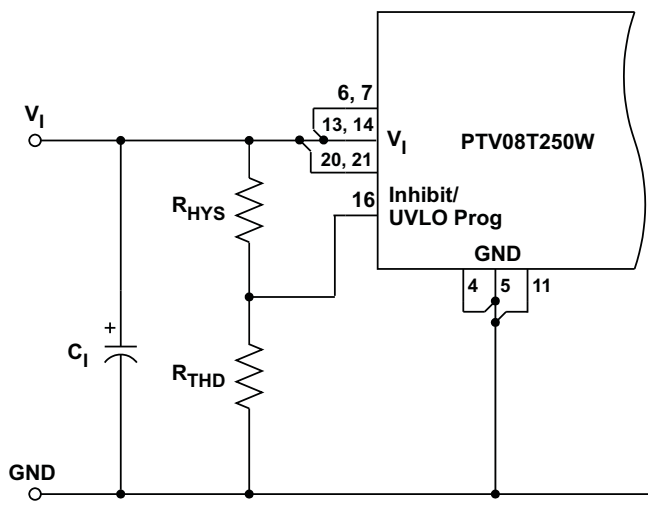 6, 7
V_I
13, 14
V_I
PTV08T250W
20, 21
16
Inhibit/
UVLO Prog
R_HYS
GND
4
5
11
+
C_I
R_THD
GND